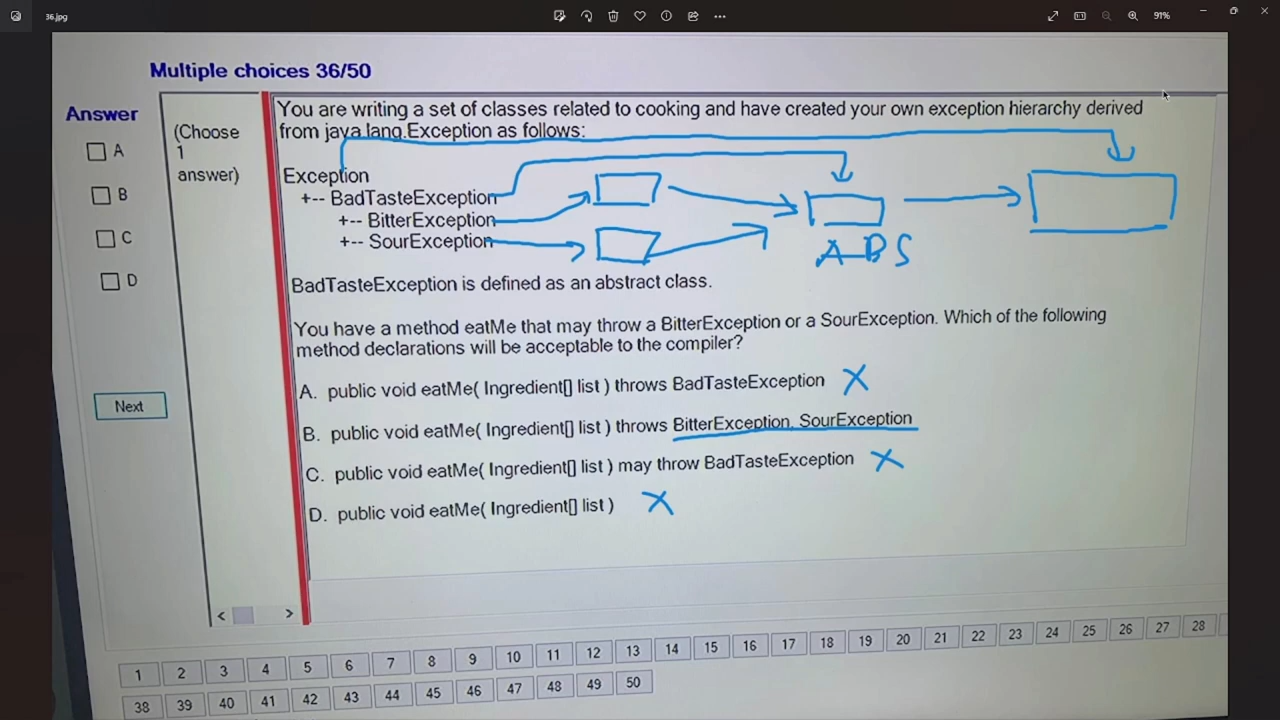 36.jpg
91%
Multiple choices 36/50
Answer
A
B
C
D
Next
(Choose
1
answer)
You are writing a set of classes related to cooking and have created your own exception hierarchy derived
from java.lang.Exception as follows:
Exception
+-- BadTasteException
+-- BitterException
+-- SourException
A B S
BadTasteException is defined as an abstract class.
You have a method eatMe that may throw a BitterException or a SourException. Which of the following
method declarations will be acceptable to the compiler?
A. public void eatMe( Ingredient[] list ) throws BadTasteException X
B. public void eatMe( Ingredient[] list ) throws BitterException, SourException
C. public void eatMe( Ingredient[] list ) may throw BadTasteException X
D. public void eatMe( Ingredient[] list ) X
< >
1 2 3 4 5 6 7 8 9 10 11 12 13 14 15 16 17 18 19 20 21 22 23 24 25 26 27 28
38 39 40 41 42 43 44 45 46 47 48 49 50